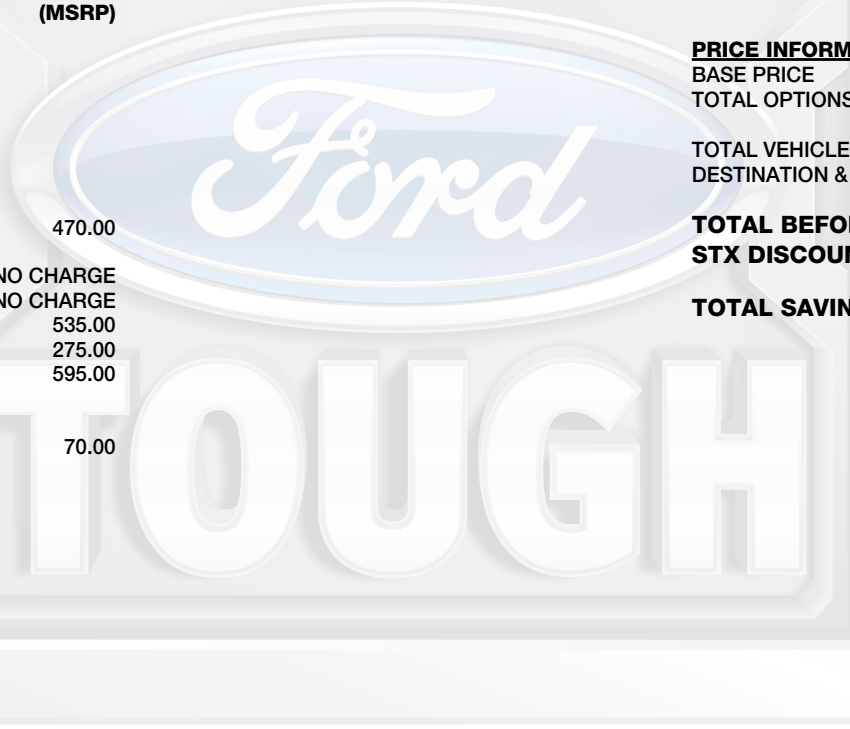 (MSRP)
470.00
NO CHARGE
NO CHARGE
535.00
275.00
595.00
70.00
PRICE INFORM
BASE PRICE
TOTAL OPTIONS
TOTAL VEHICLE
DESTINATION &
TOTAL BEFO
STX DISCOUN
TOTAL SAVIN
Ford
TOUGH